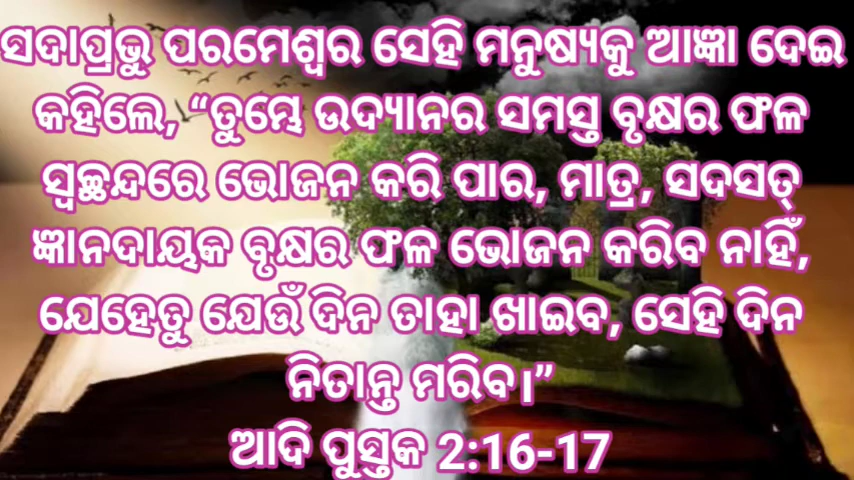 ସଦାପ୍ରଭୁ ପରମେଶ୍ୱର ସେହି ମନୁଷ୍ୟକୁ ଆଜ୍ଞା ଦେଇ
କହିଲେ, “ତୁମ୍ଭେ ଉଦ୍ୟାନର ସମସ୍ତ ବୃକ୍ଷର ଫଳ
ସ୍ୱଚ୍ଛନ୍ଦରେ ଭୋଜନ କରି ପାର, ମାତ୍ର, ସଦସତ୍
ଜ୍ଞାନଦାୟକ ବୃକ୍ଷର ଫଳ ଭୋଜନ କରିବ ନାହିଁ,
ଯେହେତୁ ଯେଉଁ ଦିନ ତାହା ଖାଇବ, ସେହି ଦିନ
ନିତାନ୍ତ ମରିବ।”
ଆଦି ପୁସ୍ତକ 2:16-17